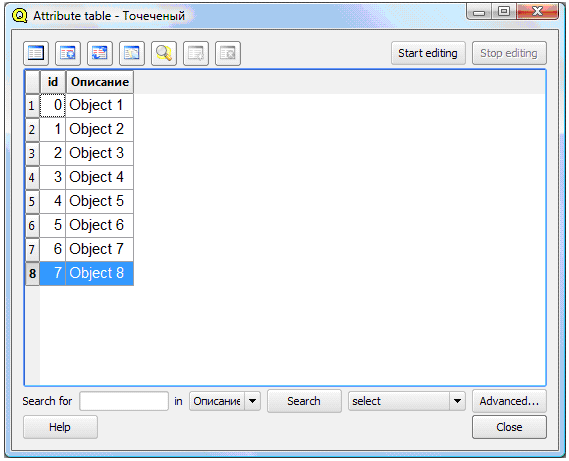 Attribute table - Точеченый
Start editing Stop editing
id Описание
1 0 Object 1
2 1 Object 2
3 2 Object 3
4 3 Object 4
5 4 Object 5
6 5 Object 6
7 6 Object 7
8 7 Object 8
Search for in Описание Search select Advanced...
Help Close